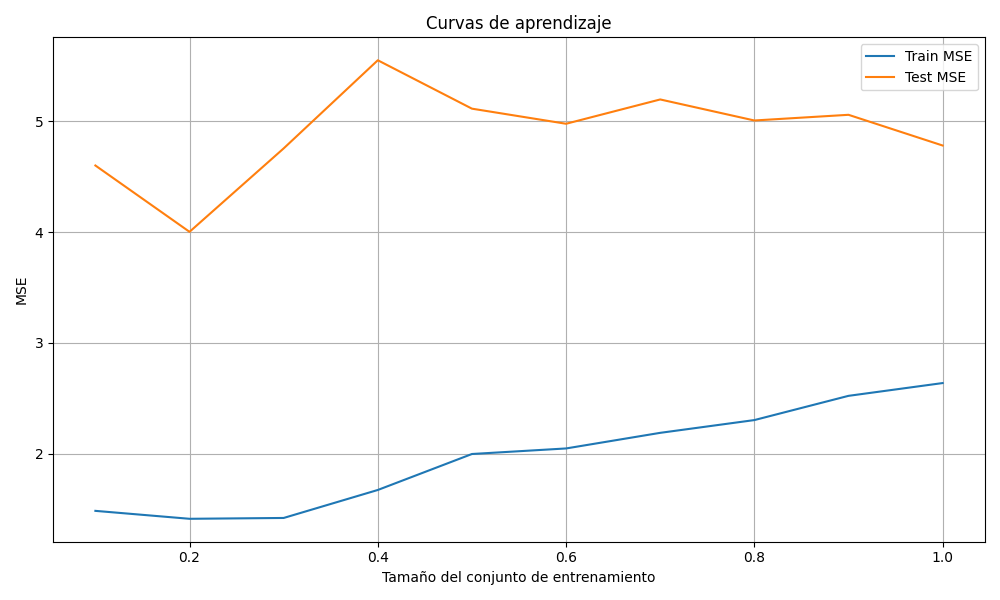 Curvas de aprendizaje
Train MSE
Test MSE
MSE
5
4
3
2
0.2 0.4 0.6 0.8 1.0
Tamaño del conjunto de entrenamiento